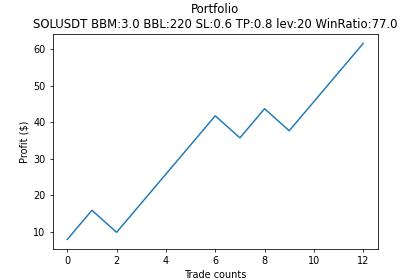 Portfolio
SOLUSDT BBM:3.0 BBL:220 SL:0.6 TP:0.8 lev:20 WinRatio:77.0
60
50
40
30
20
10
Profit ($)
0 2 4 6 8 10 12
Trade counts